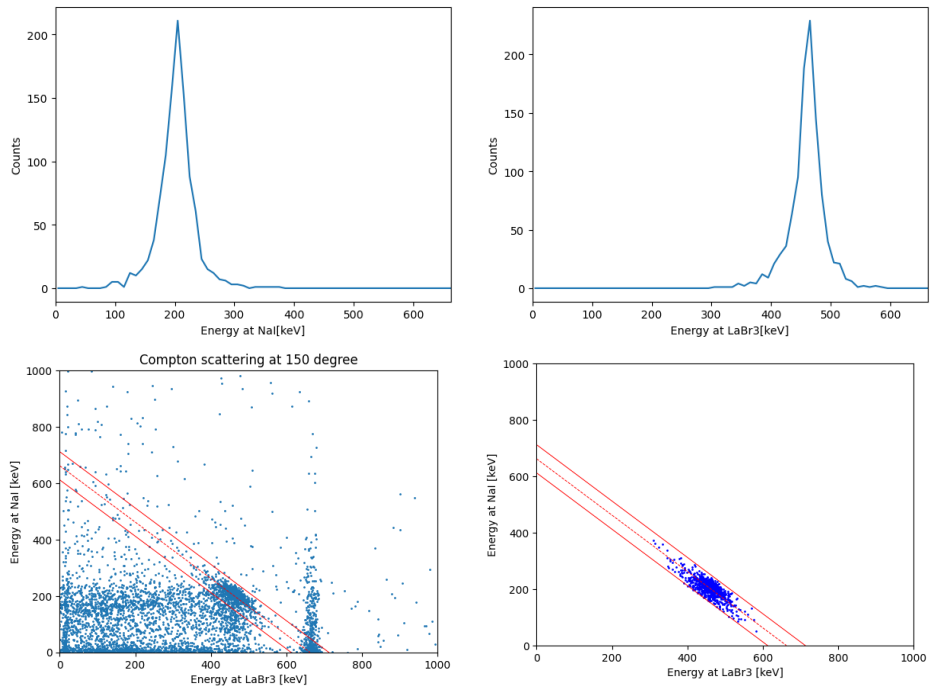 Counts
200
150
100
50
0
0 100 200 300 400 500 600
Energy at NaI[keV]
Counts
200
150
100
50
0
0 100 200 300 400 500 600
Energy at LaBr3[keV]
Compton scattering at 150 degree
Energy at NaI [keV]
1000
800
600
400
200
0
0 200 400 600 800 1000
Energy at LaBr3 [keV]
Energy at NaI [keV]
1000
800
600
400
200
0
0 200 400 600 800 1000
Energy at LaBr3 [keV]